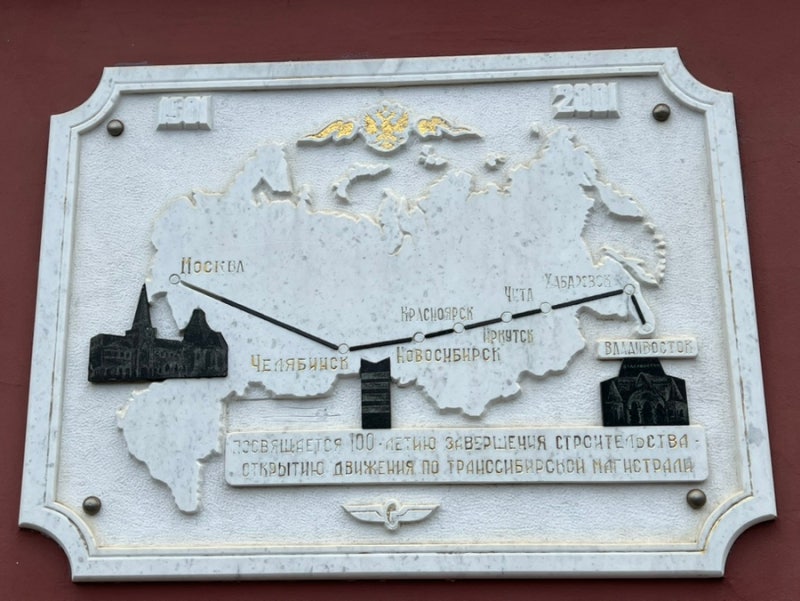 1901
2001
Москва
Челябинск
Новосибирск
Красноярск
Иркутск
Чита
Хабаровск
ВЛАДИВОСТОК
ПОСВЯЩАЕТСЯ 100-ЛЕТИЮ ЗАВЕРШЕНИЯ СТРОИТЕЛЬСТВА-
ОТКРЫТИЮ ДВИЖЕНИЯ ПО ТРАНССИБИРСКОЙ МАГИСТРАЛИ